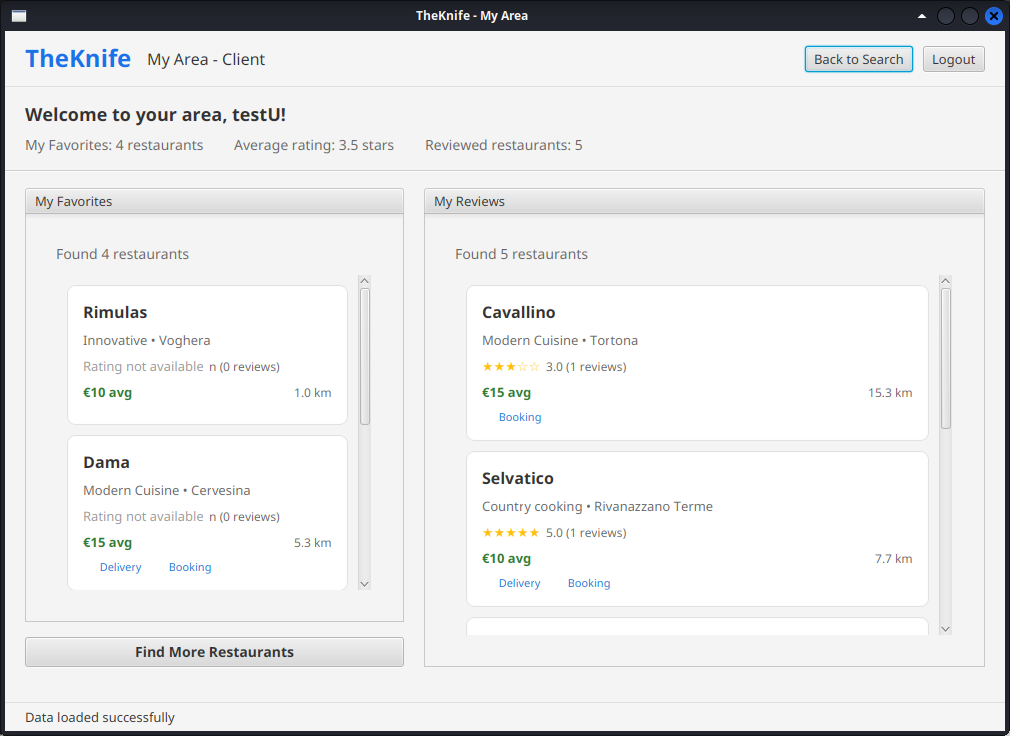 TheKnife - My Area
TheKnife My Area - Client
Back to Search Logout
Welcome to your area, testU!
My Favorites: 4 restaurants Average rating: 3.5 stars Reviewed restaurants: 5
My Favorites
Found 4 restaurants
Rimulas
Innovative • Voghera
Rating not available n (0 reviews)
€10 avg 1.0 km
Dama
Modern Cuisine • Cervesina
Rating not available n (0 reviews)
€15 avg 5.3 km
Delivery Booking
Find More Restaurants
My Reviews
Found 5 restaurants
Cavallino
Modern Cuisine • Tortona
★★★☆☆ 3.0 (1 reviews)
€15 avg 15.3 km
Booking
Selvatico
Country cooking • Rivanazzano Terme
★★★★★ 5.0 (1 reviews)
€10 avg 7.7 km
Delivery Booking
Data loaded successfully